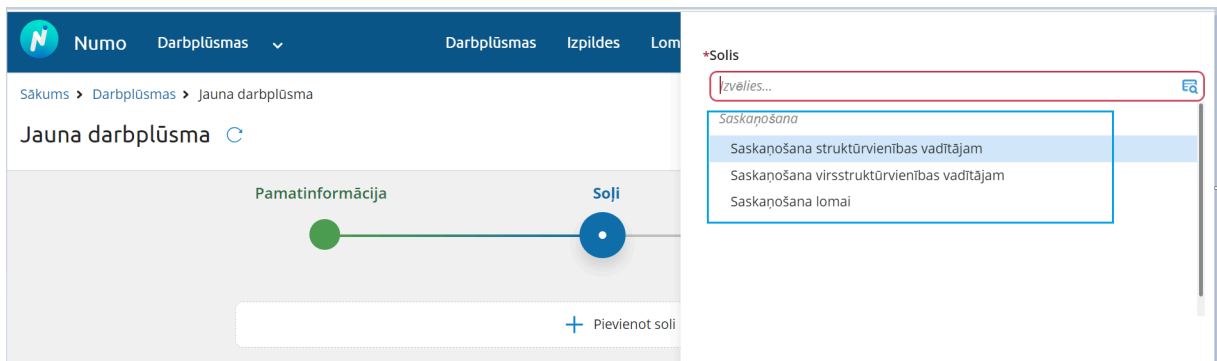 Numo Darbplūsmas Darbplūsmas Izpildes Lom
Sākums > Darbplūsmas > Jauna darbplūsma
Jauna darbplūsma
Pamatinformācija Soļi
Pievienot soli
*Solis
Izvēlies...
Saskaņošana
Saskaņošana struktūrvienības vadītājam
Saskaņošana virsstruktūrvienības vadītājam
Saskaņošana lomai